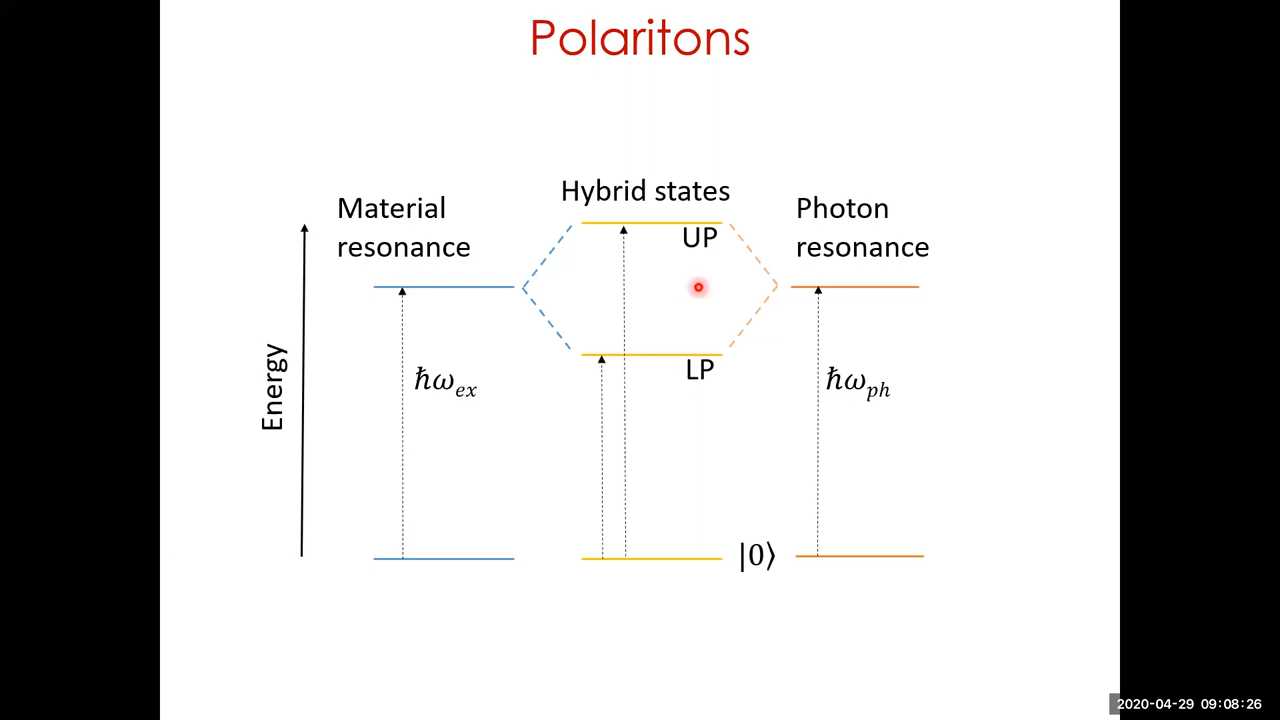 Polaritons
Hybrid states
Material
resonance
Photon
resonance
UP
LP
Energy
ℏω_ex
ℏω_ph
|0⟩
2020-04-29 09:08:26